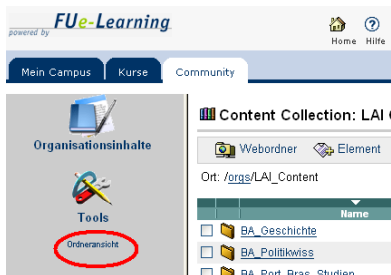 powered by FUe-Learning
Home Hilfe
Mein Campus Kurse Community
Organisationsinhalte
Tools
Ordneransicht
Content Collection: LAI
Webordner Element
Ort: /orgs/LAI_Content
Name
BA_Geschichte
BA_Politikwiss
BA_Port_Bras_Studien